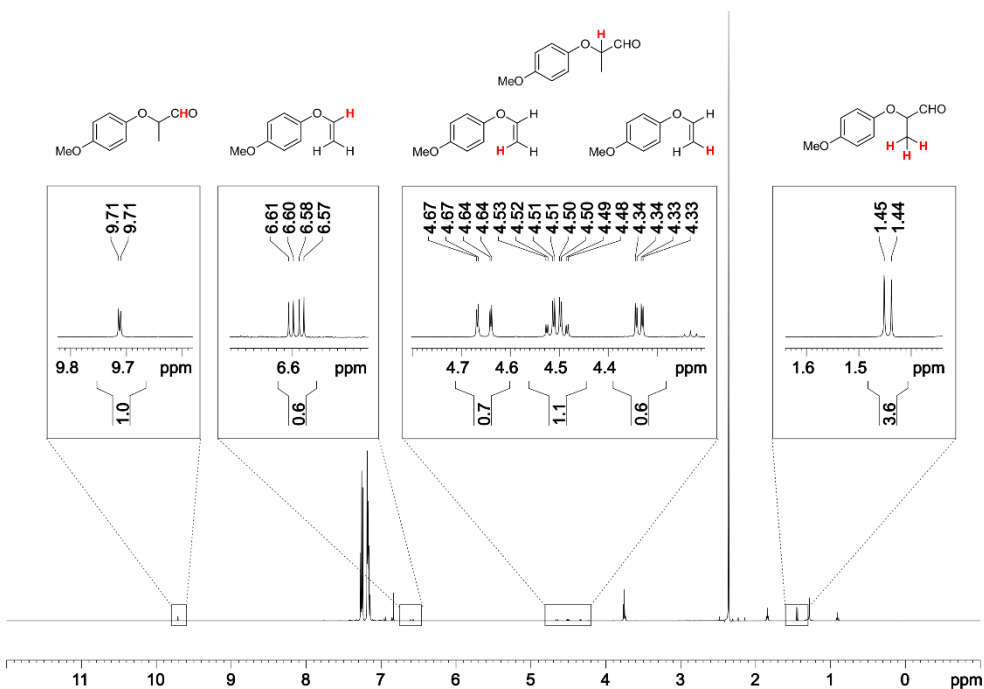 H
O
CHO
MeO
O
CHO
MeO
O
H
H
H
MeO
O
H
H
H
MeO
O
H
H
H
MeO
O
CHO
H
H
H
MeO
9.71
9.71
6.61
6.60
6.58
6.57
4.67
4.67
4.64
4.64
4.53
4.52
4.51
4.51
4.50
4.50
4.49
4.48
4.34
4.34
4.33
4.33
1.45
1.44
9.8 9.7 ppm
6.6 ppm
4.7 4.6 4.5 4.4 ppm
1.6 1.5 ppm
1.0
0.6
0.7
1.1
0.6
3.6
11 10 9 8 7 6 5 4 3 2 1 0 ppm